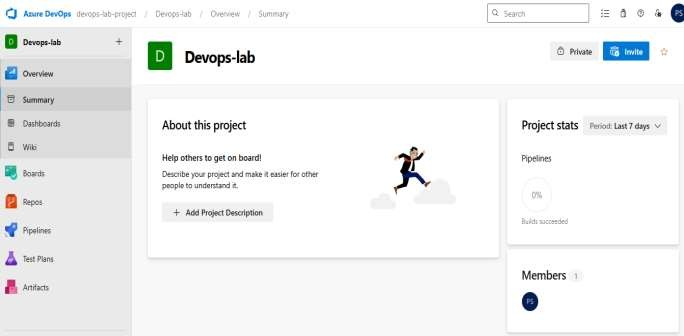 Azure DevOps devops-lab-project / Devops-lab / Overview / Summary
Search
PS
D Devops-lab +
Overview
Summary
Dashboards
Wiki
Boards
Repos
Pipelines
Test Plans
Artifacts
D Devops-lab
Private
Invite
About this project
Help others to get on board!
Describe your project and make it easier for other
people to understand it.
+ Add Project Description
Project stats
Period: Last 7 days
Pipelines
0%
Builds succeeded
Members 1
PS